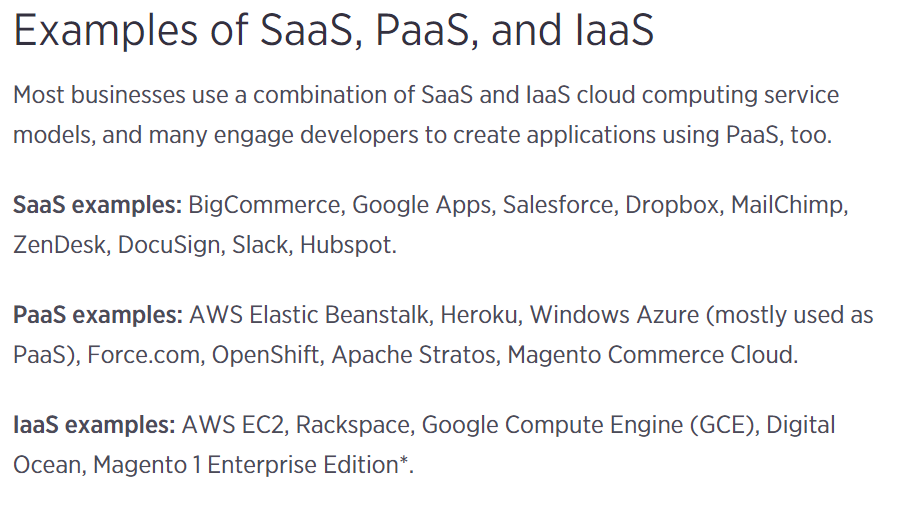 Examples of SaaS, PaaS, and IaaS
Most businesses use a combination of SaaS and IaaS cloud computing service
models, and many engage developers to create applications using PaaS, too.
SaaS examples: BigCommerce, Google Apps, Salesforce, Dropbox, MailChimp,
ZenDesk, DocuSign, Slack, Hubspot.
PaaS examples: AWS Elastic Beanstalk, Heroku, Windows Azure (mostly used as
PaaS), Force.com, OpenShift, Apache Stratos, Magento Commerce Cloud.
IaaS examples: AWS EC2, Rackspace, Google Compute Engine (GCE), Digital
Ocean, Magento 1 Enterprise Edition*.